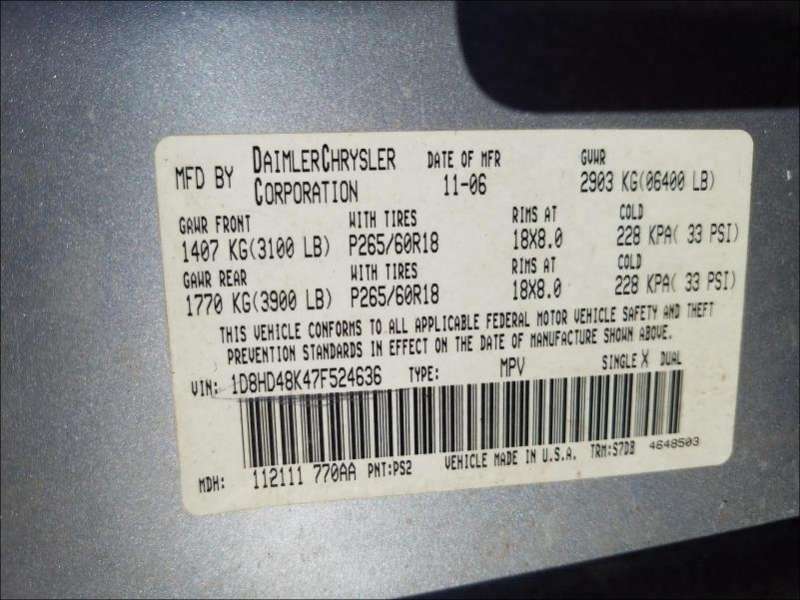 MFD BY DAIMLERCHRYSLER CORPORATION DATE OF MFR 11-06 GVWR 2903 KG(06400 LB)
GAWR FRONT WITH TIRES RIMS AT COLD
1407 KG(3100 LB) P265/60R18 18X8.0 228 KPA( 33 PSI)
GAWR REAR WITH TIRES RIMS AT COLD
1770 KG(3900 LB) P265/60R18 18X8.0 228 KPA( 33 PSI)
THIS VEHICLE CONFORMS TO ALL APPLICABLE FEDERAL MOTOR VEHICLE SAFETY AND THEFT
PREVENTION STANDARDS IN EFFECT ON THE DATE OF MANUFACTURE SHOWN ABOVE.
VIN: 1D8HD48K47F524636 TYPE: MPV SINGLE X DUAL
MDH: 112111 770AA PNT:PS2 VEHICLE MADE IN U.S.A. TRM:S7DB 4648503